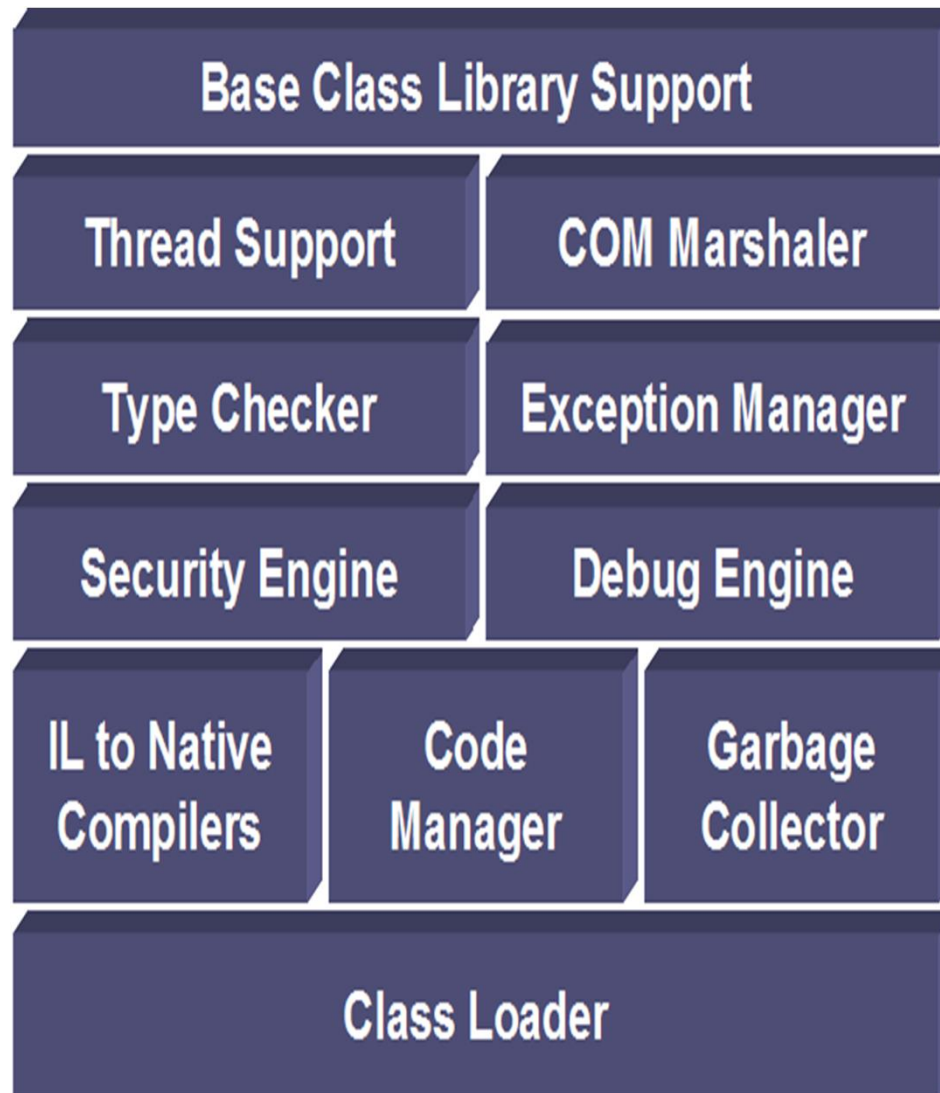 Base Class Library Support
Thread Support
COM Marshaler
Type Checker
Exception Manager
Security Engine
Debug Engine
IL to Native
Compilers
Code
Manager
Garbage
Collector
Class Loader